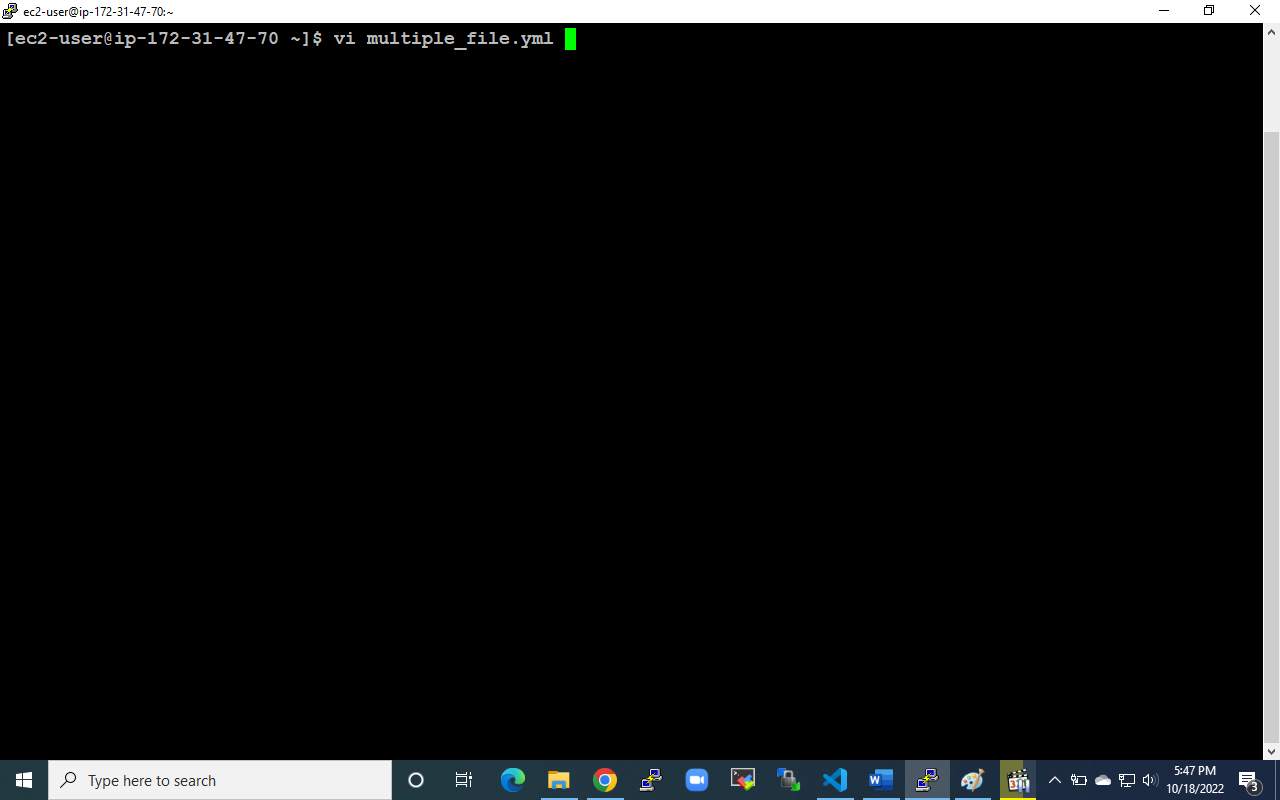 ec2-user@ip-172-31-47-70:~
[ec2-user@ip-172-31-47-70 ~]$ vi multiple_file.yml
Type here to search
5:47 PM
10/18/2022
3